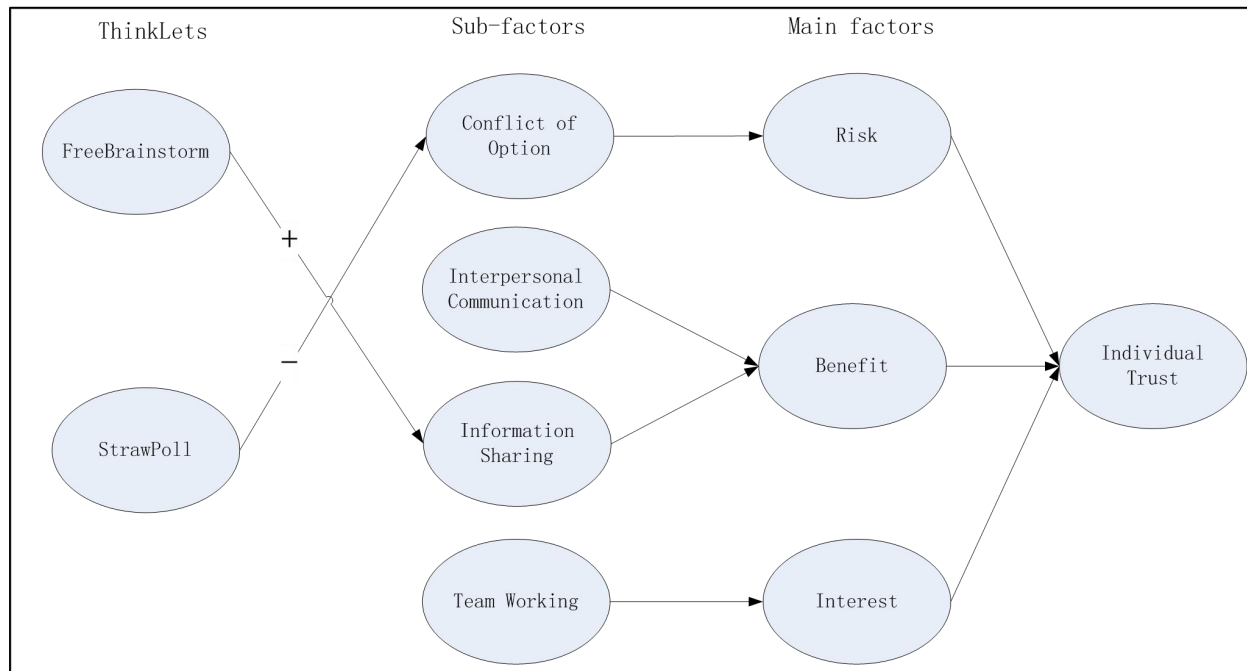 ThinkLets
Sub-factors
Main factors
FreeBrainstorm
StrawPoll
+
−
Conflict of
Option
Interpersonal
Communication
Information
Sharing
Team Working
Risk
Benefit
Interest
Individual
Trust